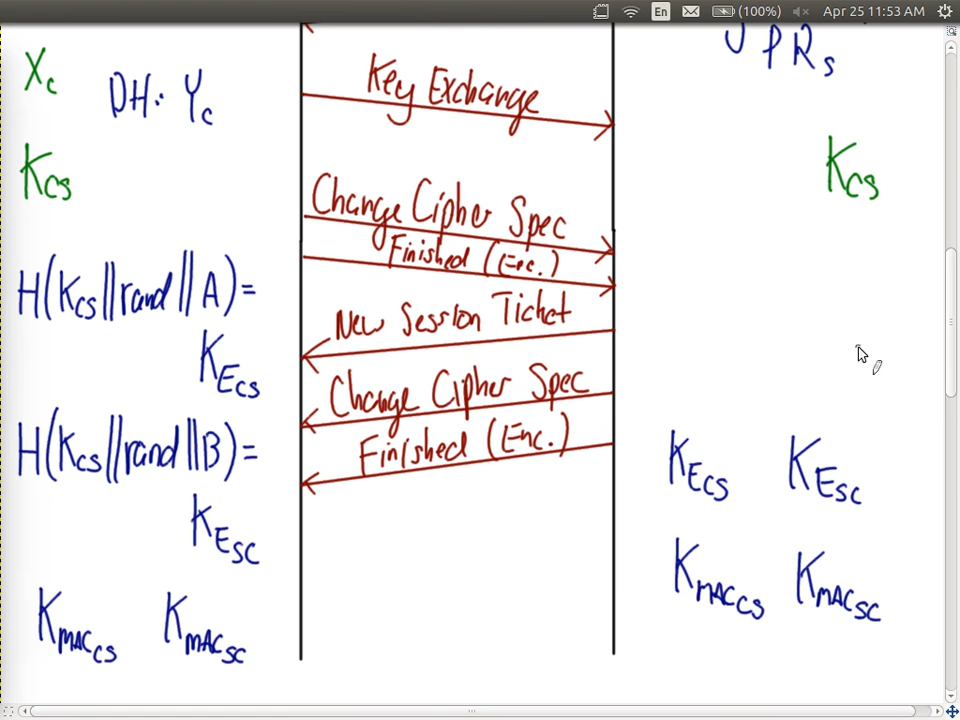 En (100%) Apr 25 11:53 AM
PRs
Xc
DH: Yc
Key Exchange
Kcs
Kcs
Change Cipher Spec
Finished (Enc.)
H(Kcs||rand||A)=
KEcs
New Session Ticket
Change Cipher Spec
H(Kcs||rand||B)=
Finished (Enc.)
KEcs KEsc
KEsc
KMACcs KMACsc
KMACcs KMACsc